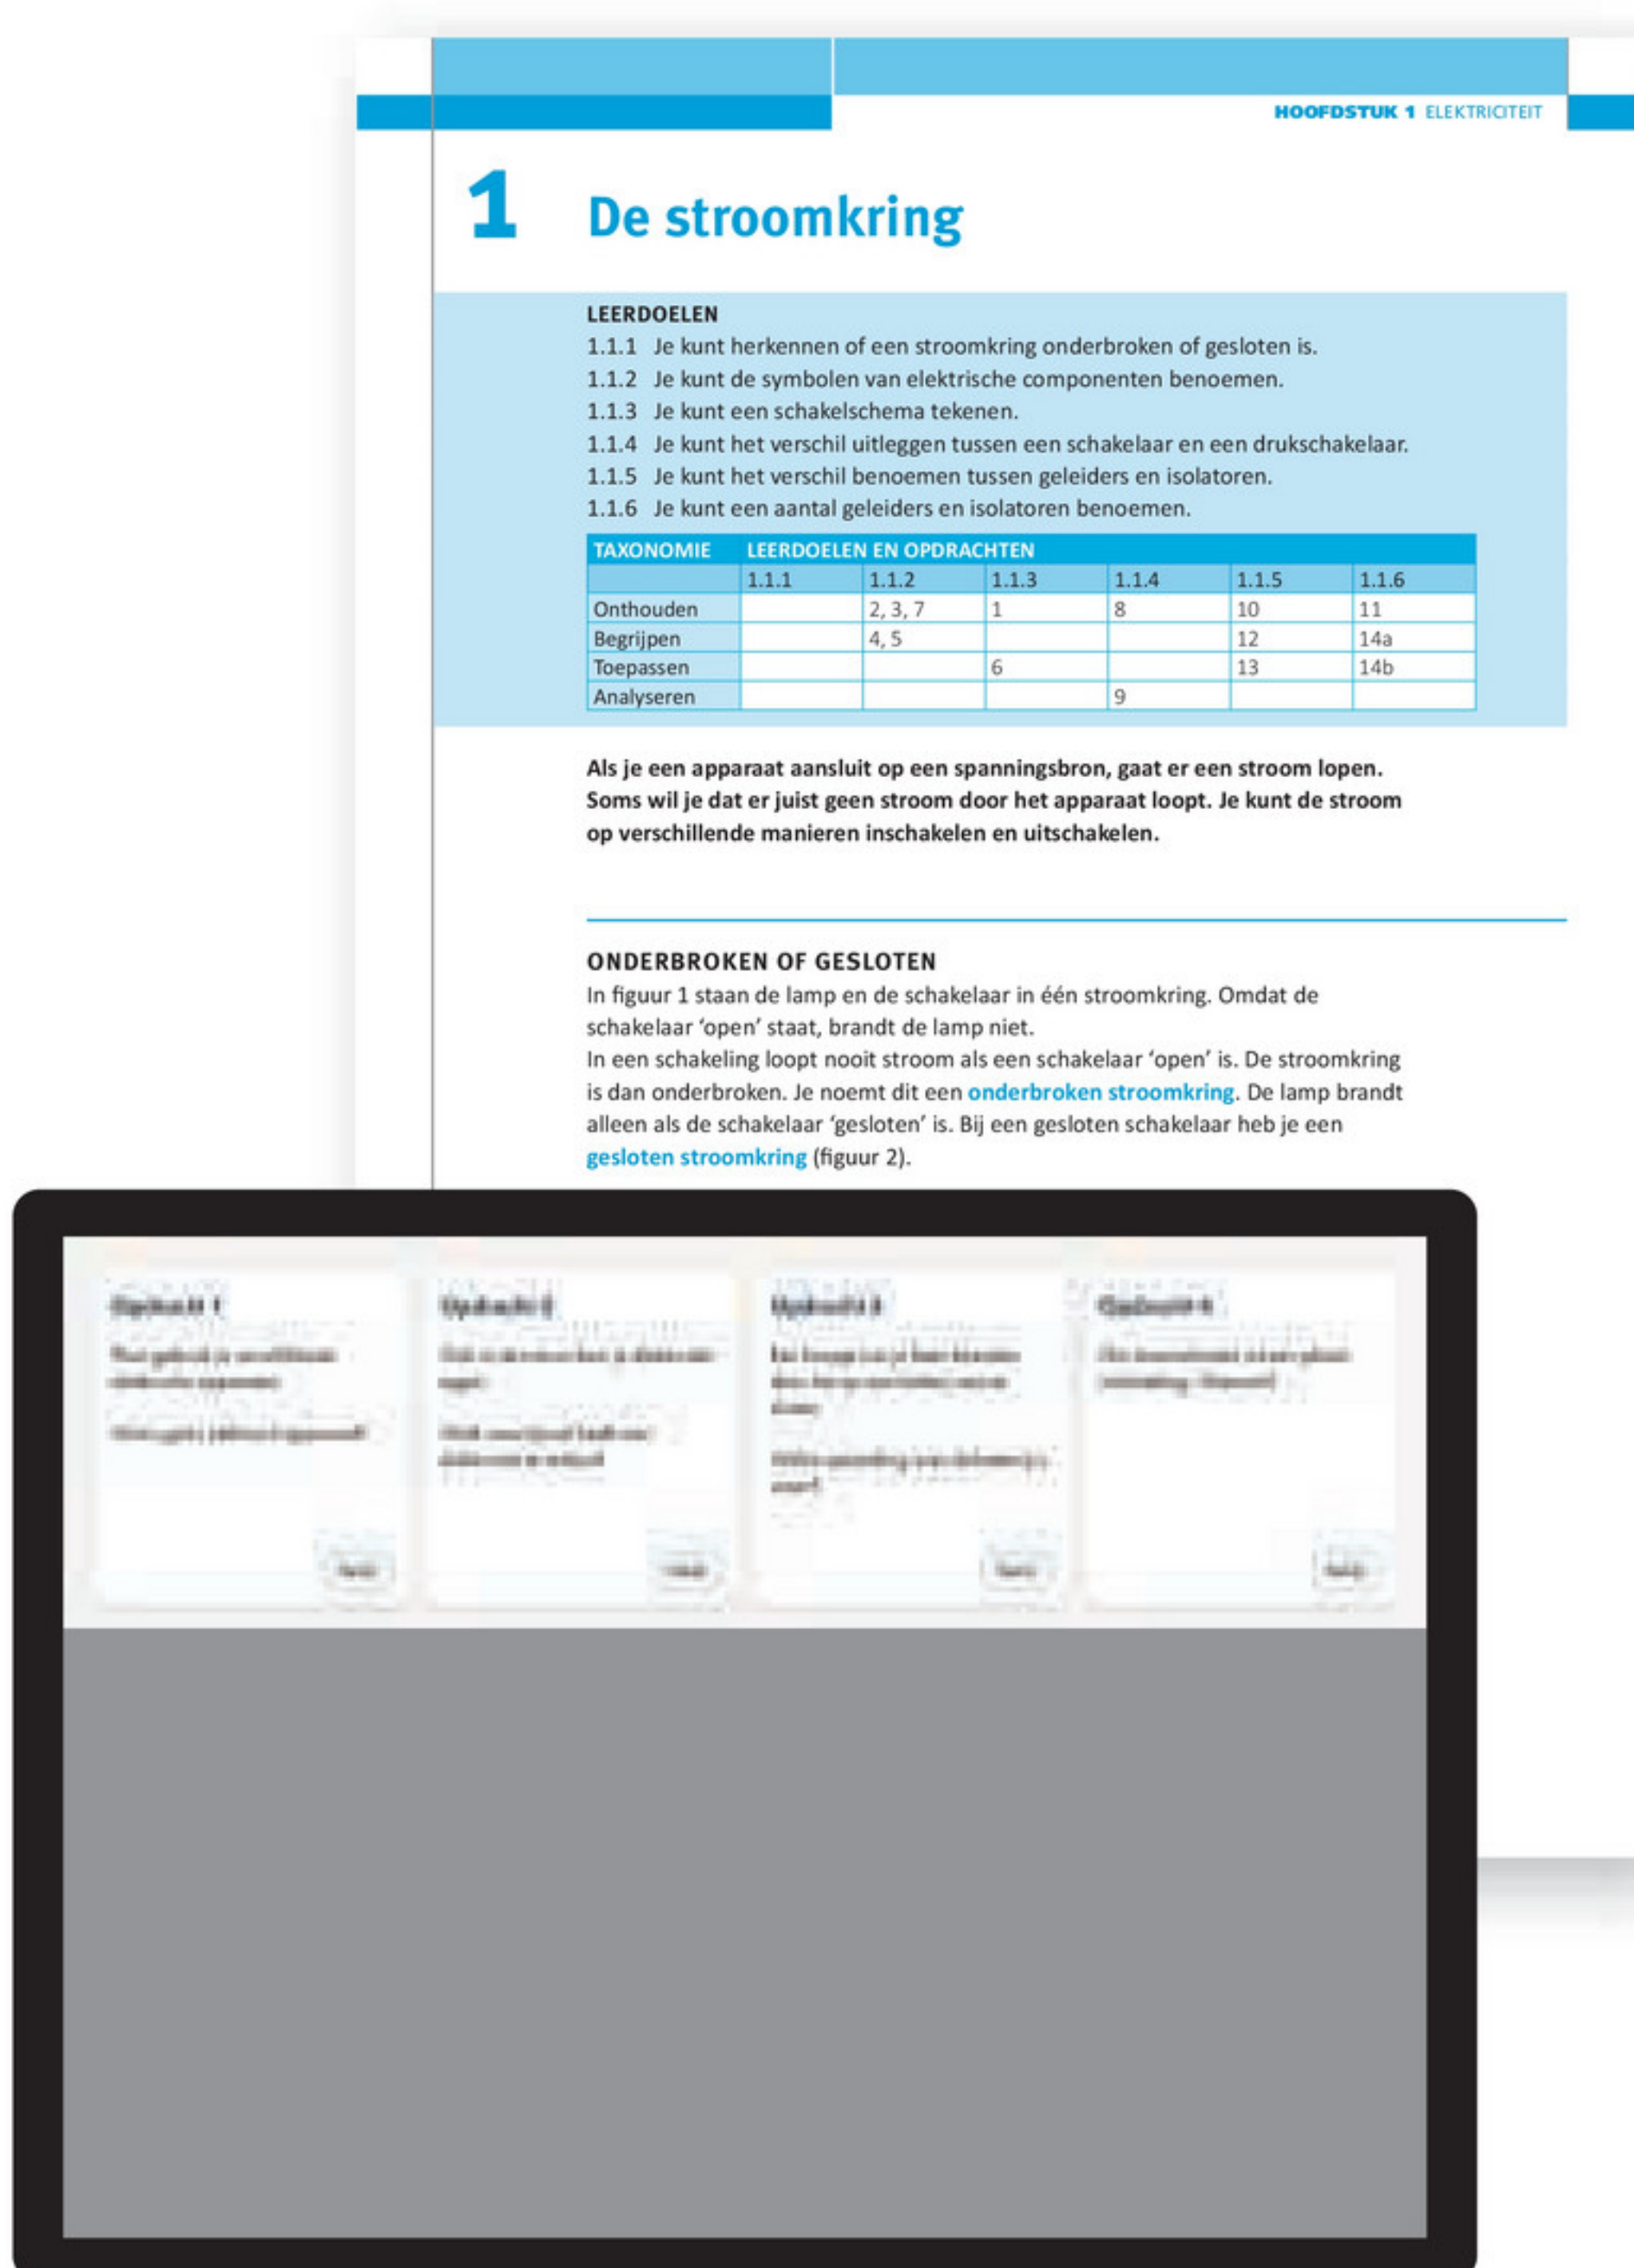 HOOFDSTUK 1 ELEKTRICITEIT
1 De stroomkring
LEERDOELEN
1.1.1 Je kunt herkennen of een stroomkring onderbroken of gesloten is.
1.1.2 Je kunt de symbolen van elektrische componenten benoemen.
1.1.3 Je kunt een schakelschema tekenen.
1.1.4 Je kunt het verschil uitleggen tussen een schakelaar en een drukschakelaar.
1.1.5 Je kunt het verschil benoemen tussen geleiders en isolatoren.
1.1.6 Je kunt een aantal geleiders en isolatoren benoemen.
TAXONOMIE LEERDOELEN EN OPDRACHTEN
1.1.1 1.1.2 1.1.3 1.1.4 1.1.5 1.1.6
Onthouden 2, 3, 7 1 8 10 11
Begrijpen 4, 5 12 14a
Toepassen 6 13 14b
Analyseren 9
Als je een apparaat aansluit op een spanningsbron, gaat er een stroom lopen.
Soms wil je dat er juist geen stroom door het apparaat loopt. Je kunt de stroom
op verschillende manieren inschakelen en uitschakelen.
ONDERBROKEN OF GESLOTEN
In figuur 1 staan de lamp en de schakelaar in één stroomkring. Omdat de
schakelaar ‘open’ staat, brandt de lamp niet.
In een schakeling loopt nooit stroom als een schakelaar ‘open’ is. De stroomkring
is dan onderbroken. Je noemt dit een onderbroken stroomkring. De lamp brandt
alleen als de schakelaar ‘gesloten’ is. Bij een gesloten schakelaar heb je een
gesloten stroomkring (figuur 2).